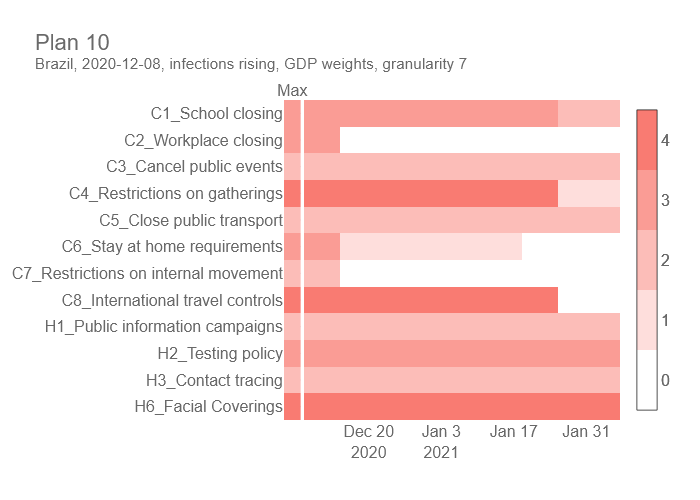 Plan 10
Brazil, 2020-12-08, infections rising, GDP weights, granularity 7
Max
C1_School closing
C2_Workplace closing
C3_Cancel public events
C4_Restrictions on gatherings
C5_Close public transport
C6_Stay at home requirements
C7_Restrictions on internal movement
C8_International travel controls
H1_Public information campaigns
H2_Testing policy
H3_Contact tracing
H6_Facial Coverings
4
3
2
1
0
Dec 20 Jan 3 Jan 17 Jan 31
2020 2021